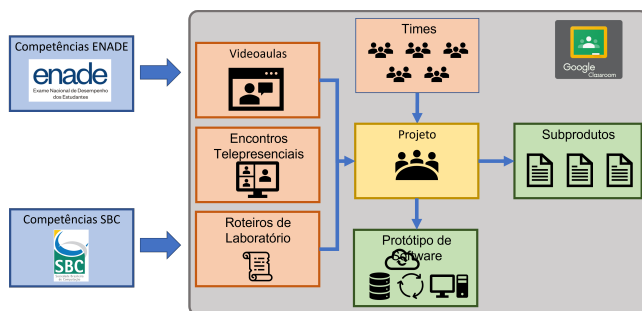 Competências ENADE
enade
Exame Nacional de Desempenho
dos Estudantes
Competências SBC
SBC
Videoaulas
Encontros
Telepresenciais
Roteiros de
Laboratório
Times
Projeto
Protótipo de
Software
Subprodutos
Google
Classroom